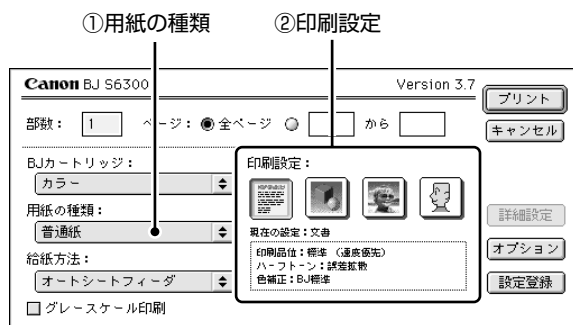 ①用紙の種類 ②印刷設定
Canon BJ S6300 Version 3.7
プリント
部数： 1 ページ： 全ページ から
キャンセル
BJカートリッジ：
カラー
用紙の種類：
普通紙
給紙方法：
オートシートフィーダ
グレースケール印刷
印刷設定：
現在の設定：文書
印刷品位：標準 （速度優先）
ハーフトーン：誤差拡散
色補正：BJ標準
詳細設定
オプション
設定登録